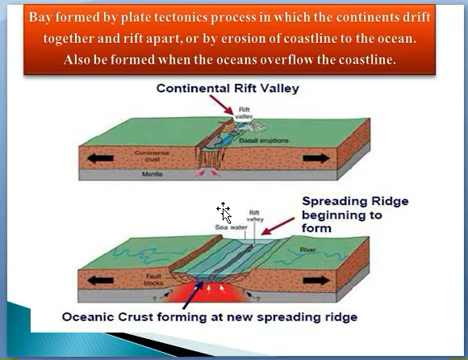 Bay formed by plate tectonics process in which the continents drift
together and rift apart, or by erosion of coastline to the ocean.
Also be formed when the oceans overflow the coastline.
Continental Rift Valley
Rift
valley
Basalt eruptions
Continental
crust
Mantle
Spreading Ridge
beginning to
form
Rift
valley
Sea water
River
Fault
blocks
?
?
Oceanic Crust forming at new spreading ridge